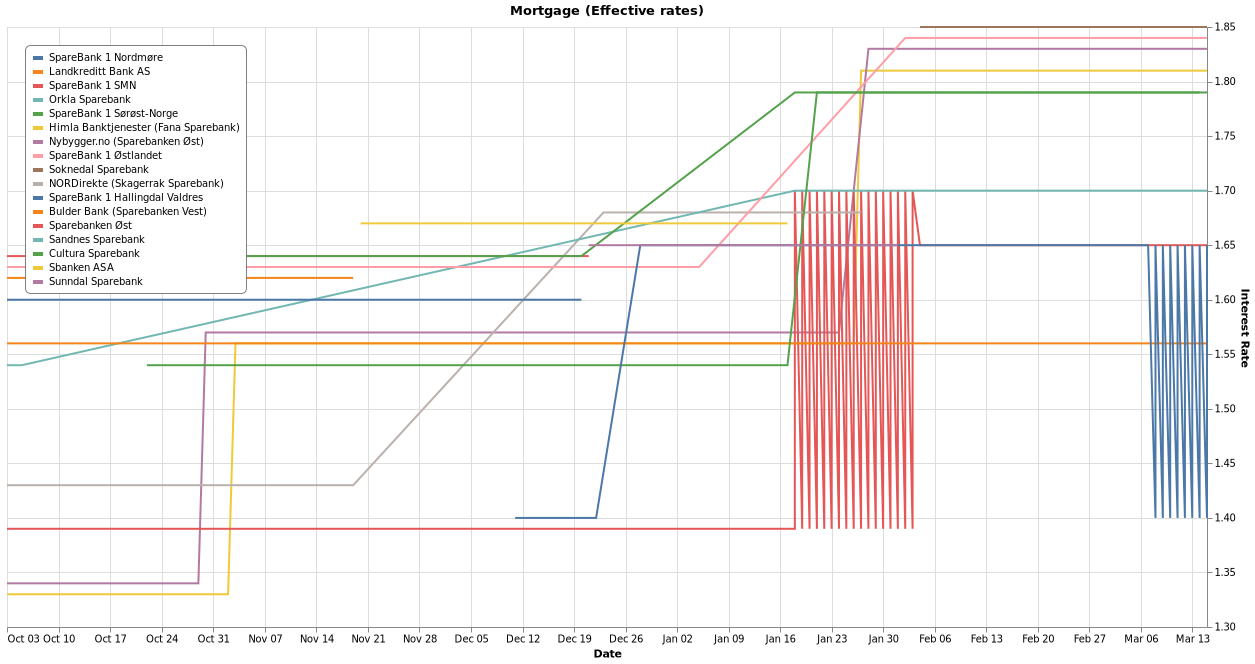 Mortgage (Effective rates)
SpareBank 1 Nordmøre
Landkreditt Bank AS
SpareBank 1 SMN
Orkla Sparebank
SpareBank 1 Sørøst-Norge
Himla Banktjenester (Fana Sparebank)
Nybygger.no (Sparebanken Øst)
SpareBank 1 Østlandet
Soknedal Sparebank
NORDirekte (Skagerrak Sparebank)
SpareBank 1 Hallingdal Valdres
Bulder Bank (Sparebanken Vest)
Sparebanken Øst
Sandnes Sparebank
Cultura Sparebank
Sbanken ASA
Sunndal Sparebank
1.85
1.80
1.75
1.70
1.65
1.60
1.55
1.50
1.45
1.40
1.35
1.30
Interest Rate
Oct 03 Oct 10 Oct 17 Oct 24 Oct 31 Nov 07 Nov 14 Nov 21 Nov 28 Dec 05 Dec 12 Dec 19 Dec 26 Jan 02 Jan 09 Jan 16 Jan 23 Jan 30 Feb 06 Feb 13 Feb 20 Feb 27 Mar 06 Mar 13
Date